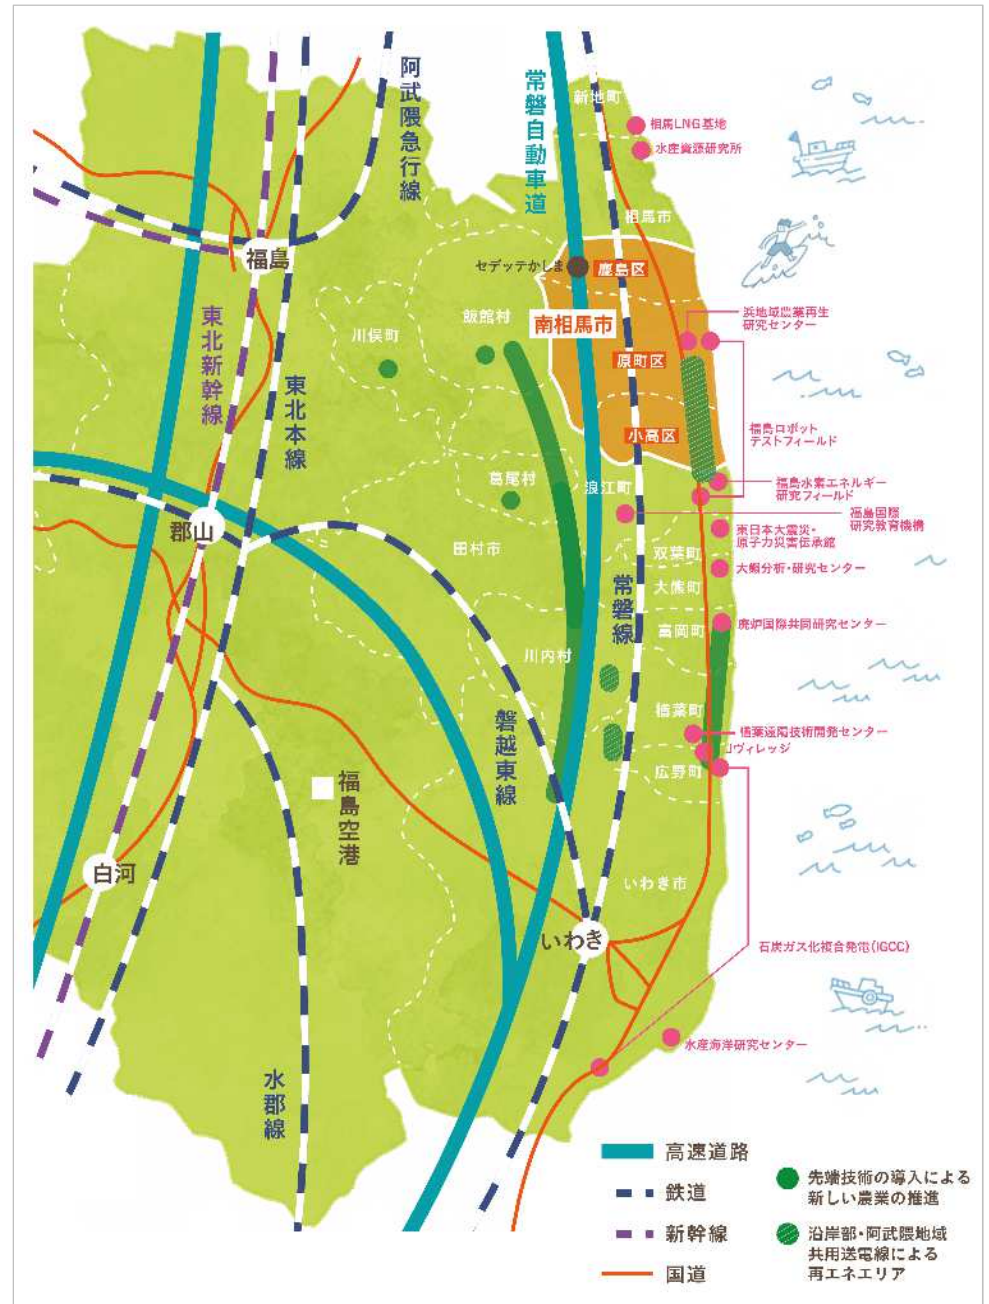 阿武隈急行線
常磐自動車道
新地町
相馬LNG基地
水産資源研究所
相馬市
福島
セデッテかしま
鹿島区
東北新幹線
川俣町
飯館村
南相馬市
浜地域農業再生
研究センター
原町区
東北本線
小高区
福島ロボット
テストフィールド
葛尾村
浪江町
福島水素エネルギー
研究フィールド
福島国際
研究教育機構
郡山
田村市
双葉町
東日本大震災・
原子力災害伝承館
大熊分析・研究センター
大熊町
常磐線
富岡町
廃炉国際共同研究センター
川内村
楢葉町
磐越東線
楢葉遠隔技術開発センター
Jヴィレッジ
広野町
福島空港
白河
いわき市
いわき
石炭ガス化複合発電(IGCC)
水産海洋研究センター
水郡線
高速道路
鉄道
新幹線
国道
先端技術の導入による
新しい農業の推進
沿岸部・阿武隈地域
共用送電線による
再エネエリア